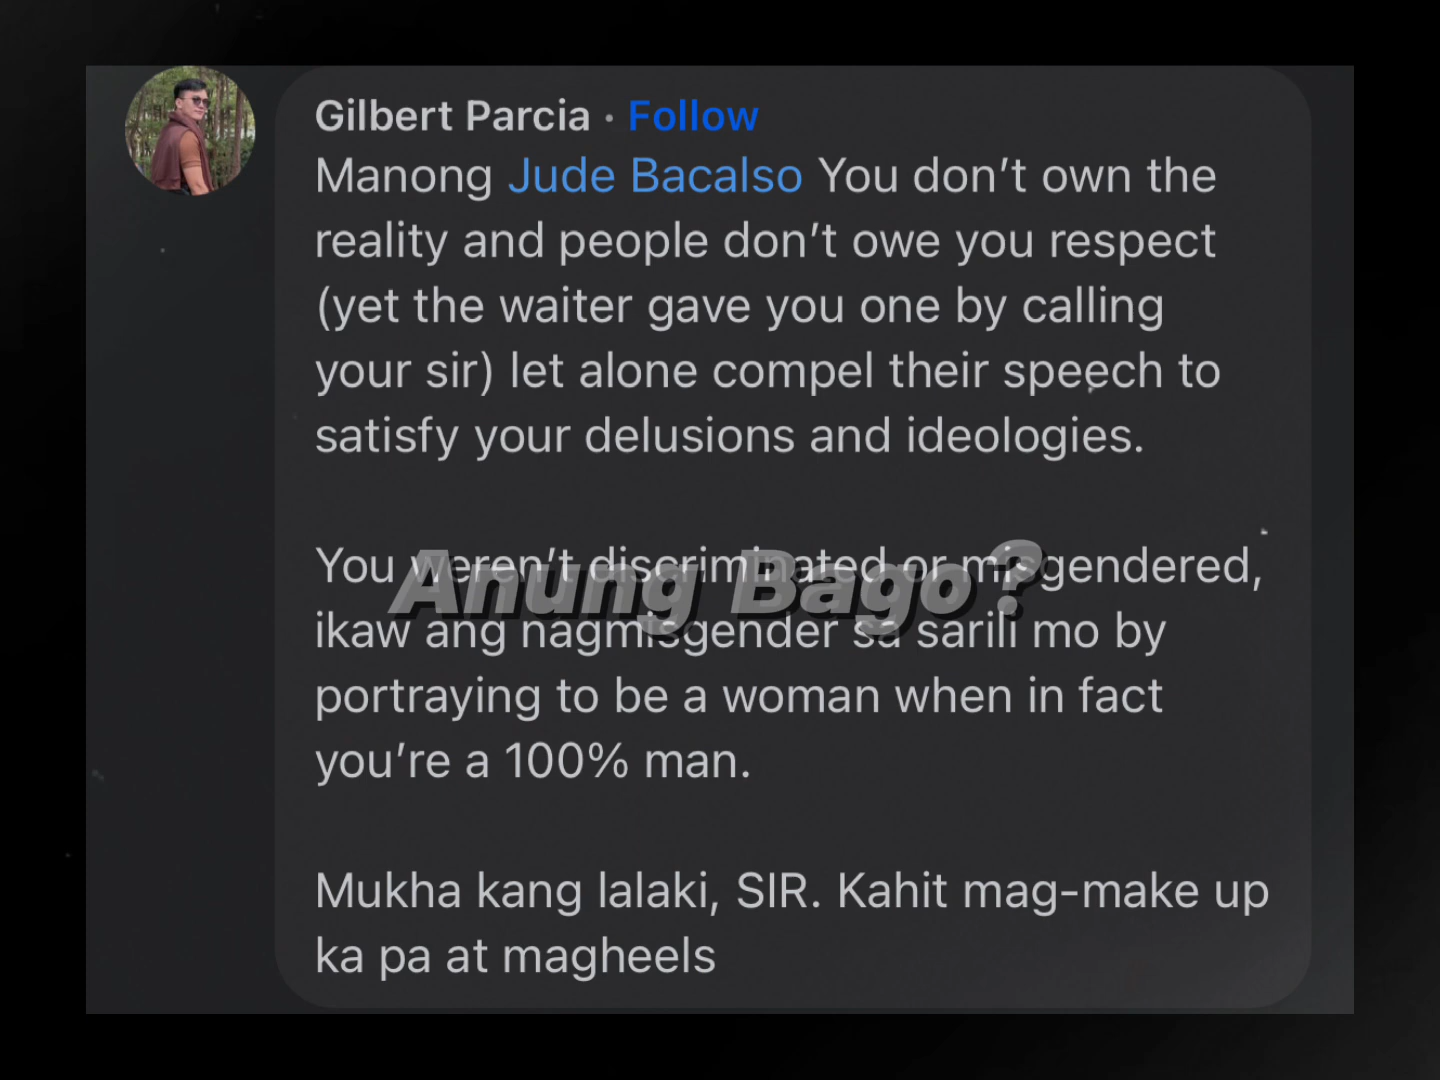 Gilbert Parcia · Follow
Manong Jude Bacalso You don't own the
reality and people don't owe you respect
(yet the waiter gave you one by calling
your sir) let alone compel their speech to
satisfy your delusions and ideologies.
You weren't discriminated or misgendered,
Anung Bago?
ikaw ang nagmisgender sa sarili mo by
portraying to be a woman when in fact
you're a 100% man.
Mukha kang lalaki, SIR. Kahit mag-make up
ka pa at magheels